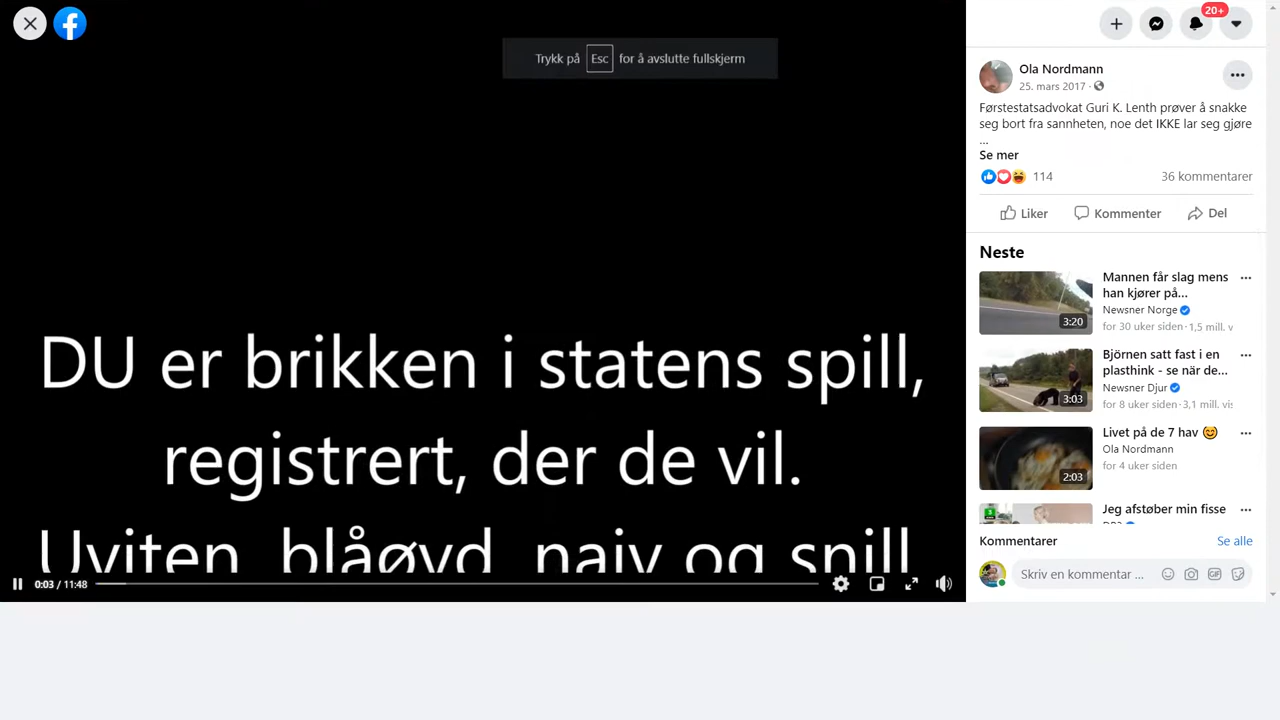 Trykk på Esc for å avslutte fullskjerm
DU er brikken i statens spill,
registrert, der de vil.
Uviten, blåøyd, naiv og snill
0:03 / 11:48
20+
Ola Nordmann
25. mars 2017 ·
Førstestatsadvokat Guri K. Lenth prøver å snakke
seg bort fra sannheten, noe det IKKE lar seg gjøre
...
Se mer
114
36 kommentarer
Liker
Kommenter
Del
Neste
3:20
Mannen får slag mens
han kjører på...
Newsner Norge
for 30 uker siden · 1,5 mill. v
3:03
Björnen satt fast i en
plasthink - se när de...
Newsner Djur
for 8 uker siden · 3,1 mill. vis
2:03
Livet på de 7 hav
Ola Nordmann
for 4 uker siden
Jeg afstøber min fisse
Kommentarer
Se alle
Skriv en kommentar ...
GIF